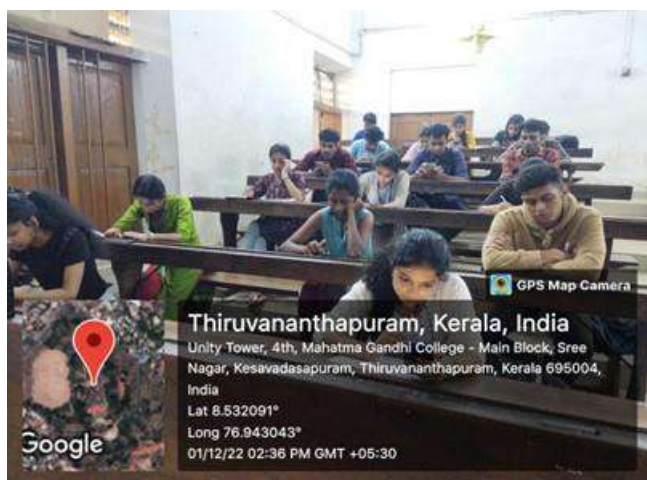 GPS Map Camera
Thiruvananthapuram, Kerala, India
Unity Tower, 4th, Mahatma Gandhi College - Main Block, Sree
Nagar, Kesavadasapuram, Thiruvananthapuram, Kerala 695004,
India
Lat 8.532091°
Long 76.943043°
01/12/22 02:36 PM GMT +05:30
Google